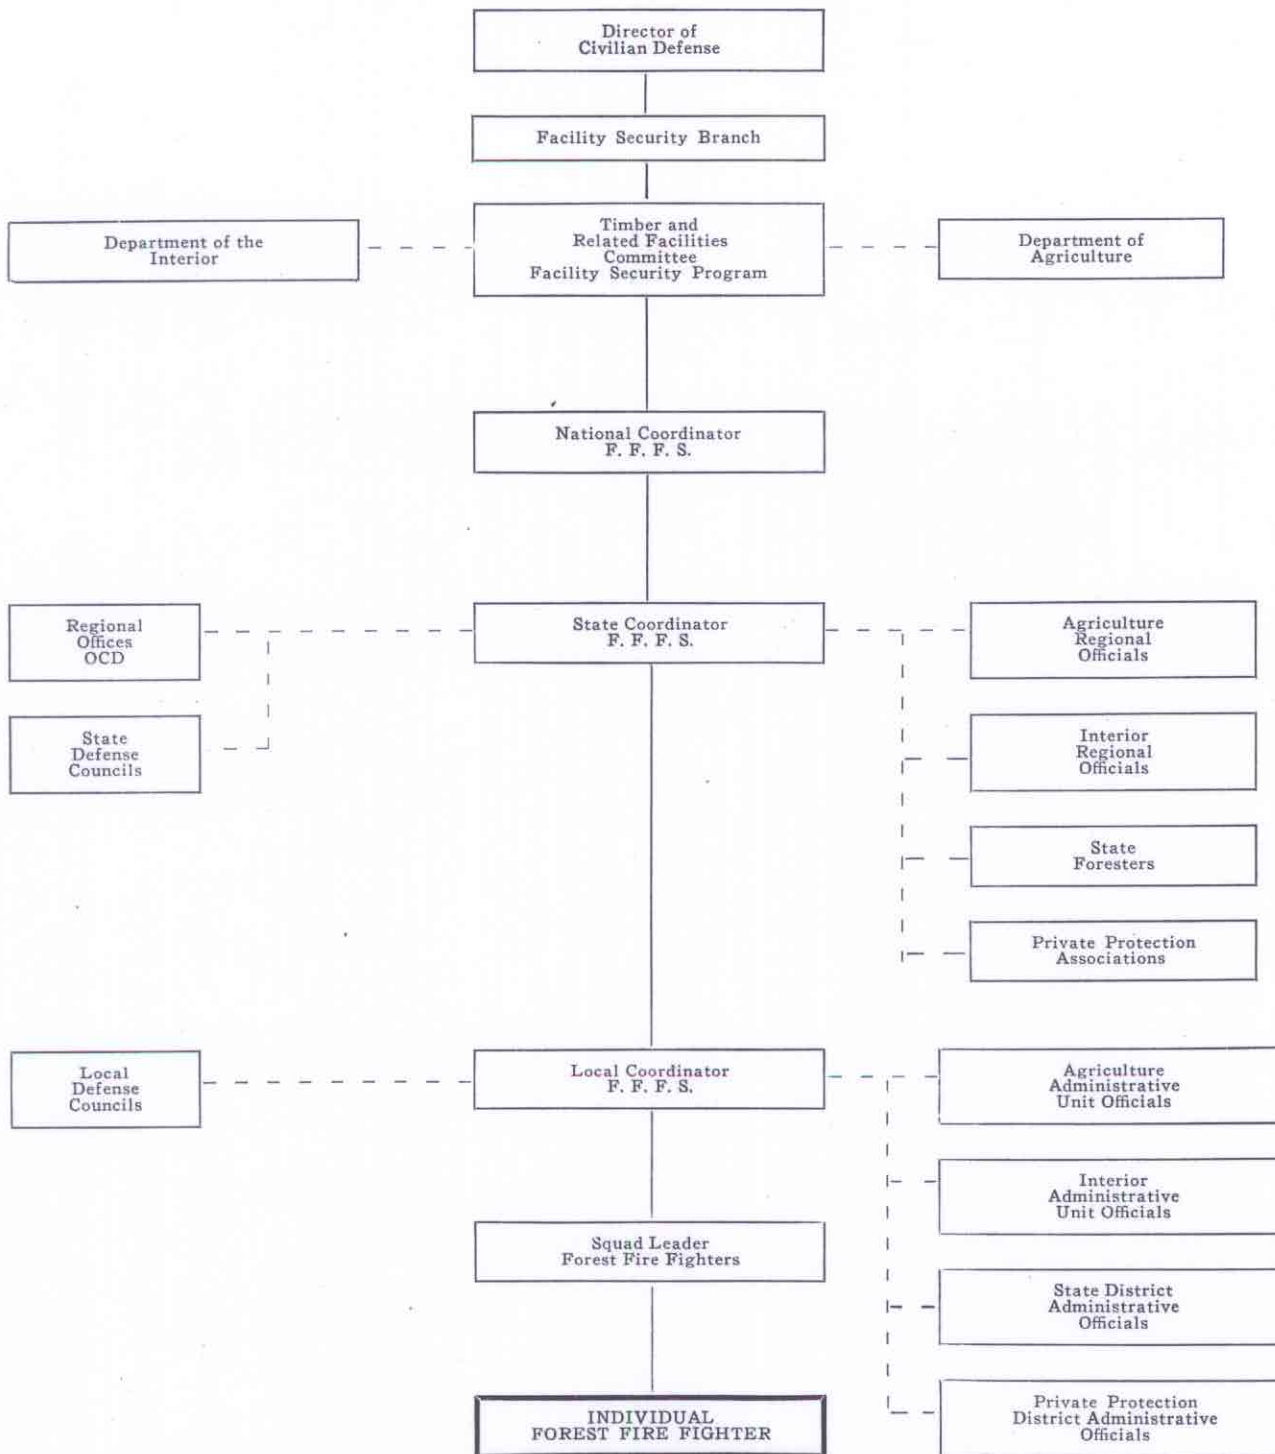 Director of
Civilian Defense
Facility Security Branch
Department of the
Interior
Timber and
Related Facilities
Committee
Facility Security Program
Department of
Agriculture
National Coordinator
F. F. F. S.
Regional
Offices
OCD
State Coordinator
F. F. F. S.
Agriculture
Regional
Officials
State
Defense
Councils
Interior
Regional
Officials
State
Foresters
Private Protection
Associations
Local
Defense
Councils
Local Coordinator
F. F. F. S.
Agriculture
Administrative
Unit Officials
Interior
Administrative
Unit Officials
Squad Leader
Forest Fire Fighters
State District
Administrative
Officials
INDIVIDUAL
FOREST FIRE FIGHTER
Private Protection
District Administrative
Officials